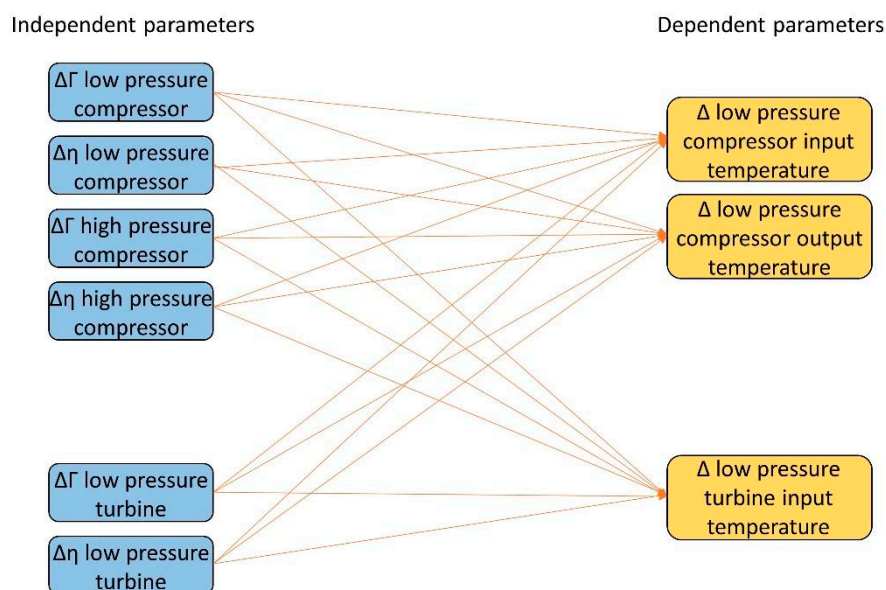 Independent parameters
Dependent parameters
ΔΓ low pressure
compressor
Δη low pressure
compressor
ΔΓ high pressure
compressor
Δη high pressure
compressor
ΔΓ low pressure
turbine
Δη low pressure
turbine
Δ low pressure
compressor input
temperature
Δ low pressure
compressor output
temperature
Δ low pressure
turbine input
temperature